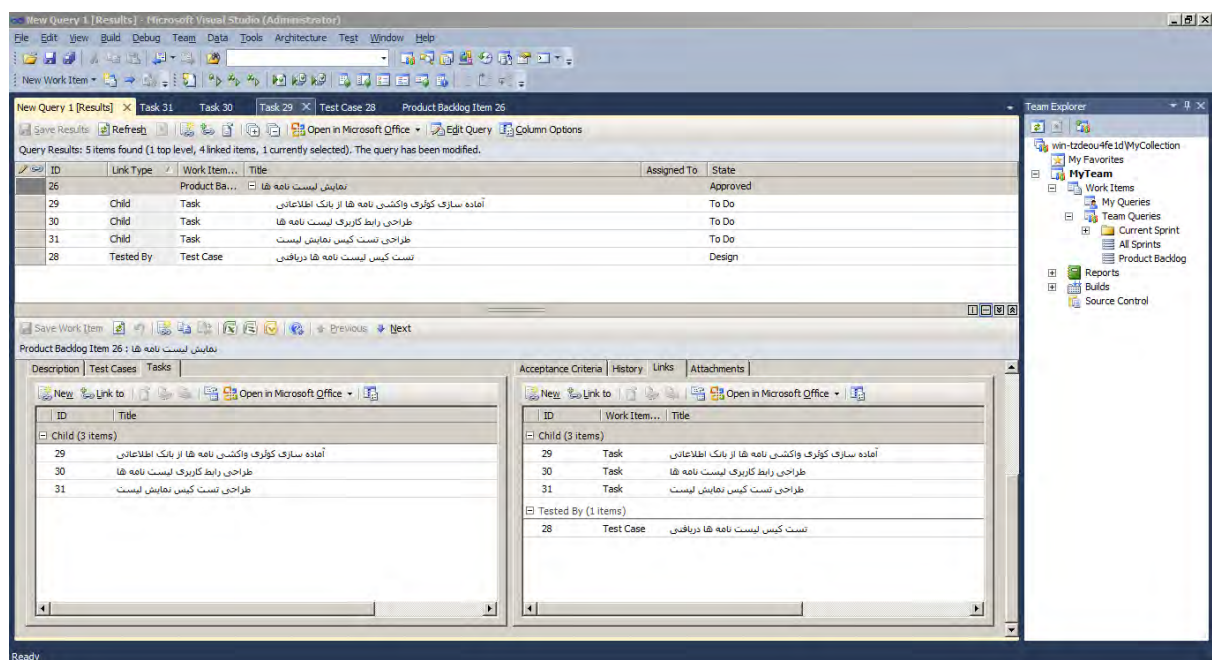 New Query 1 [Results] - Microsoft Visual Studio (Administrator)
File Edit View Build Debug Team Data Tools Architecture Test Window Help
New Work Item
New Query 1 [Results] Task 31 Task 30 Task 29 Test Case 28 Product Backlog Item 26
Save Results Refresh Open in Microsoft Office Edit Query Column Options
Query Results: 5 items found (1 top level, 4 linked items, 1 currently selected). The query has been modified.
ID Link Type Work Item... Title Assigned To State
26 Product Ba... نمایش لیست نامه ها Approved
29 Child Task آماده سازی کوئری واکشی نامه ها از بانک اطلاعاتی To Do
30 Child Task طراحی رابط کاربری لیست نامه ها To Do
31 Child Task طراحی تست کیس نمایش لیست To Do
28 Tested By Test Case تست کیس لیست نامه ها دریافتی Design
Save Work Item Previous Next
Product Backlog Item 26 : نمایش لیست نامه ها
Description Test Cases Tasks
New Link to Open in Microsoft Office
ID Title
Child (3 items)
29 آماده سازی کوئری واکشی نامه ها از بانک اطلاعاتی
30 طراحی رابط کاربری لیست نامه ها
31 طراحی تست کیس نمایش لیست
Acceptance Criteria History Links Attachments
New Link to Open in Microsoft Office
ID Work Item... Title
Child (3 items)
29 Task آماده سازی کوئری واکشی نامه ها از بانک اطلاعاتی
30 Task طراحی رابط کاربری لیست نامه ها
31 Task طراحی تست کیس نمایش لیست
Tested By (1 items)
28 Test Case تست کیس لیست نامه ها دریافتی
Team Explorer
win-tzdeou4fe1d\MyCollection
My Favorites
MyTeam
Work Items
My Queries
Team Queries
Current Sprint
All Sprints
Product Backlog
Reports
Builds
Source Control
Ready